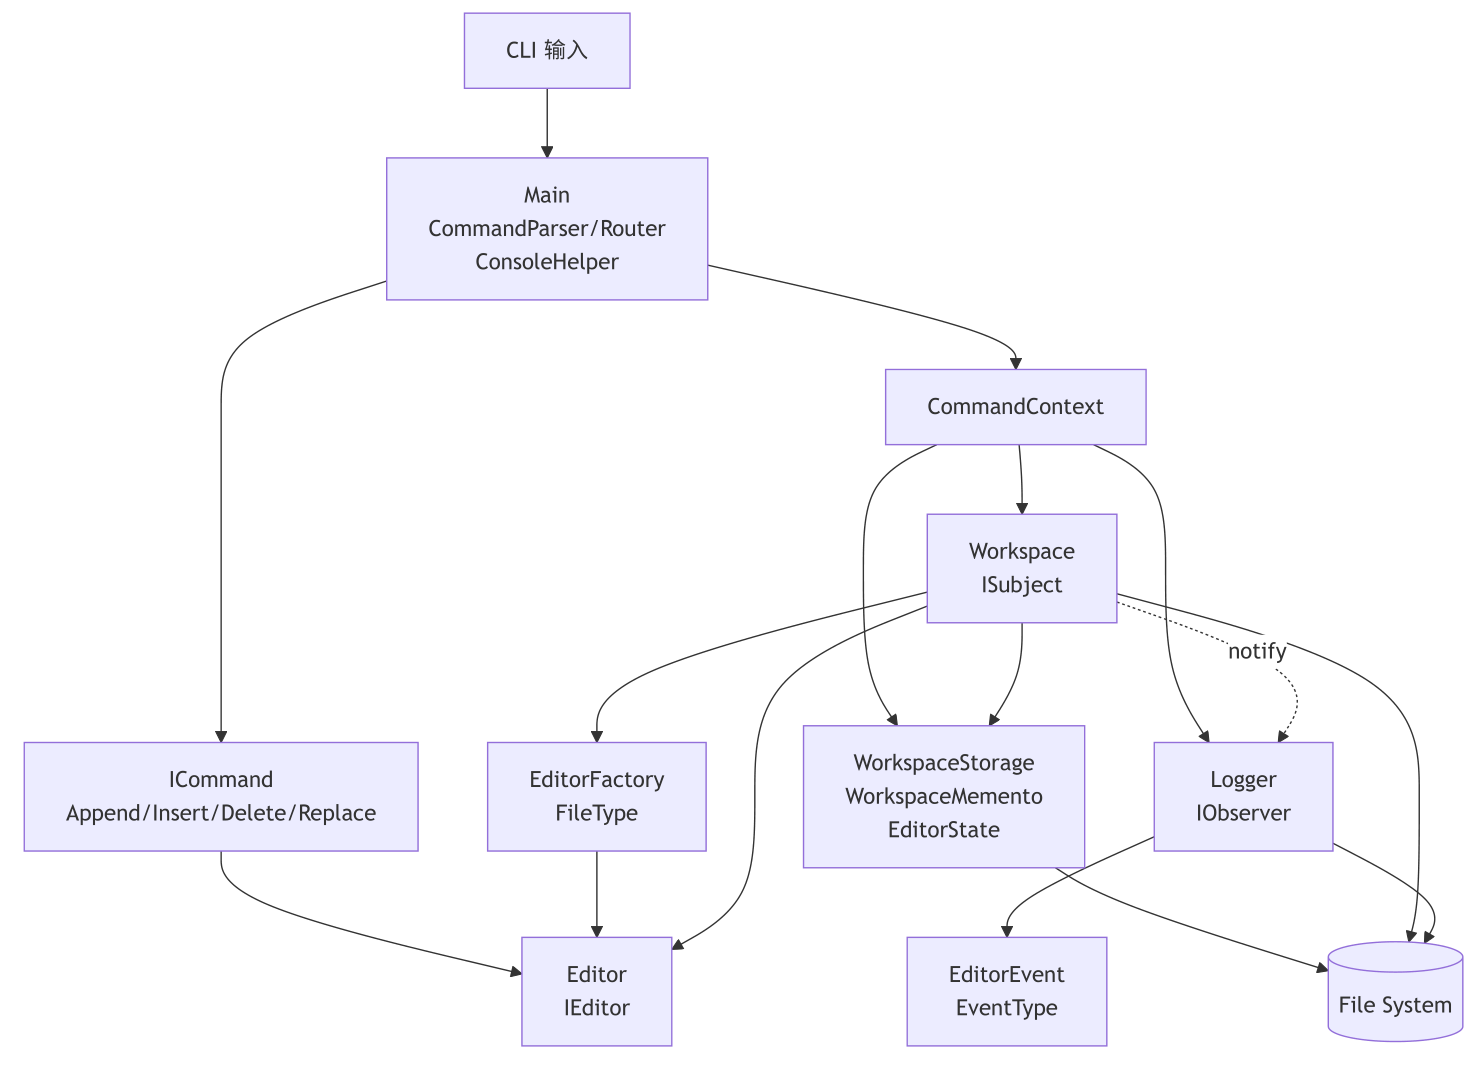 CLI 输入
Main
CommandParser/Router
ConsoleHelper
CommandContext
Workspace
ISubject
notify
ICommand
Append/Insert/Delete/Replace
EditorFactory
FileType
WorkspaceStorage
WorkspaceMemento
EditorState
Logger
IObserver
Editor
IEditor
EditorEvent
EventType
File System